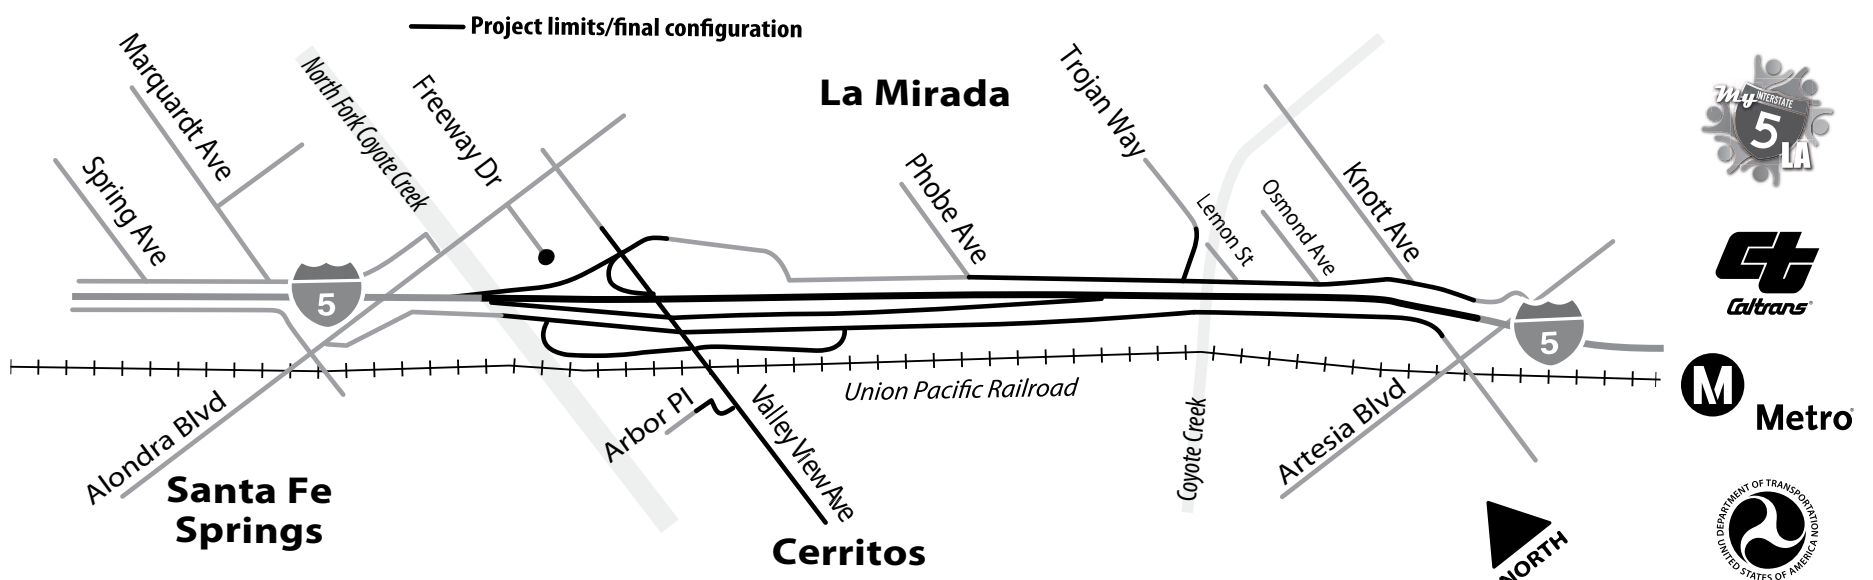 Project limits/final configuration
Marquardt Ave
Spring Ave
North Fork Coyote Creek
Freeway Dr
La Mirada
Trojan Way
Phobe Ave
Lemon St
Osmond Ave
Knott Ave
5
5
Union Pacific Railroad
Alondra Blvd
Arbor Pl
Valley View Ave
Coyote Creek
Artesia Blvd
Santa Fe
Springs
Cerritos
NORTH
My INTERSTATE
5
LA
Ct
Caltrans
M
Metro
DEPARTMENT OF TRANSPORTATION
UNITED STATES OF AMERICA